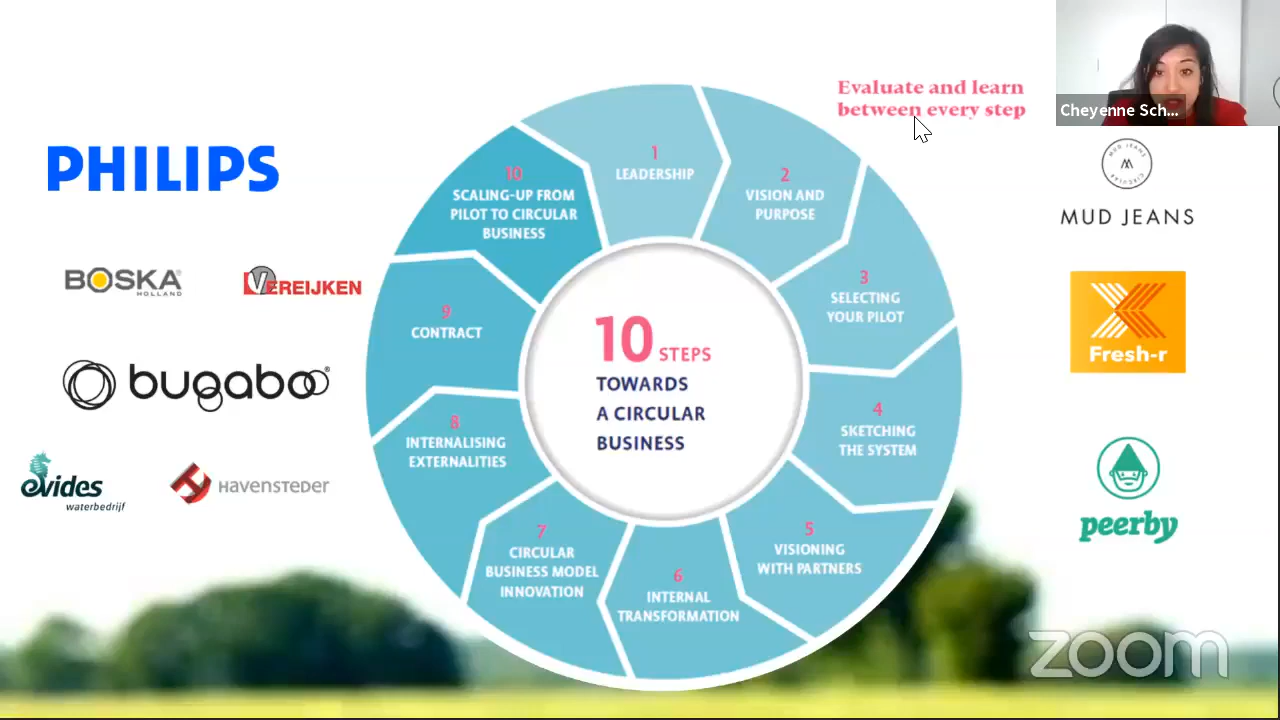 Evaluate and learn
between every step
Cheyenne Sch...
PHILIPS
BOSKA
HOLLAND
VEREIJKEN
bugaboo®
evides
waterbedrijf
HAVENSTEDER
MUD JEANS
CIRCULAR
M
MUD JEANS
Fresh-r
peerby
1
LEADERSHIP
2
VISION AND
PURPOSE
3
SELECTING
YOUR PILOT
4
SKETCHING
THE SYSTEM
5
VISIONING
WITH PARTNERS
6
INTERNAL
TRANSFORMATION
7
CIRCULAR
BUSINESS MODEL
INNOVATION
8
INTERNALISING
EXTERNALITIES
9
CONTRACT
10
SCALING-UP FROM
PILOT TO CIRCULAR
BUSINESS
10 STEPS
TOWARDS
A CIRCULAR
BUSINESS
zoom